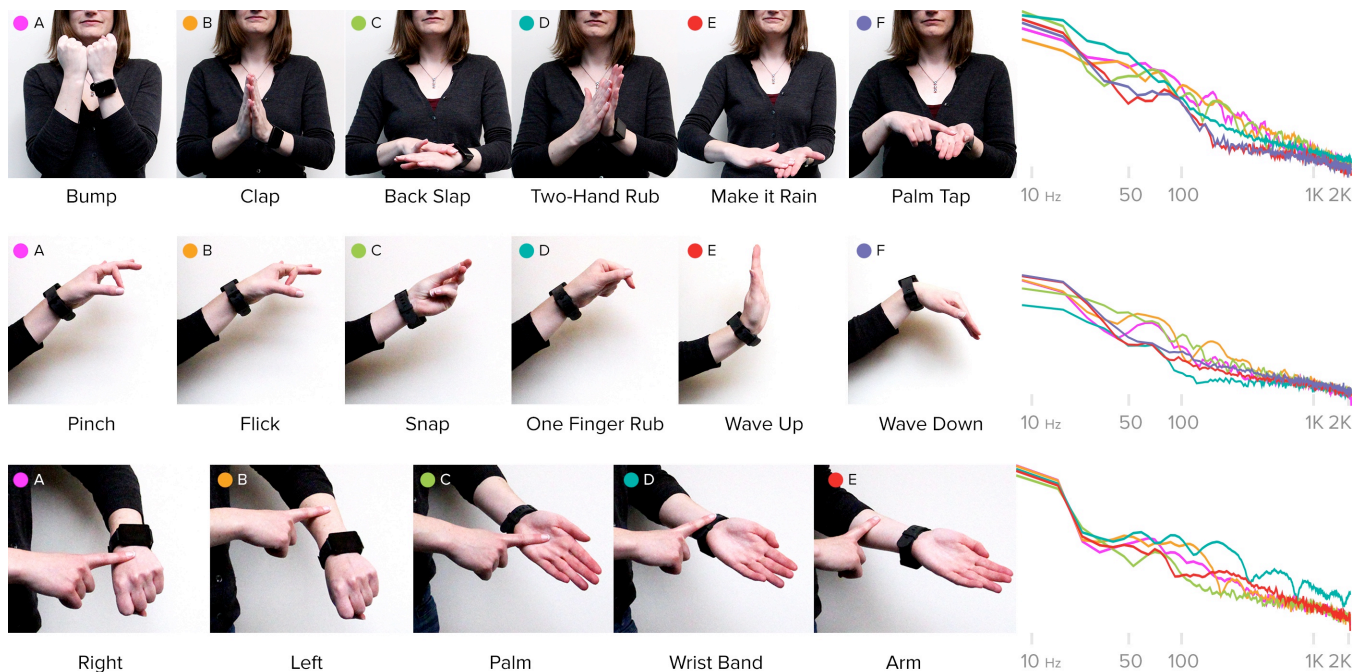 A B C D E F
Bump Clap Back Slap Two-Hand Rub Make it Rain Palm Tap
10 Hz 50 100 1K 2K
A B C D E F
Pinch Flick Snap One Finger Rub Wave Up Wave Down
10 Hz 50 100 1K 2K
A B C D E
Right Left Palm Wrist Band Arm
10 Hz 50 100 1K 2K